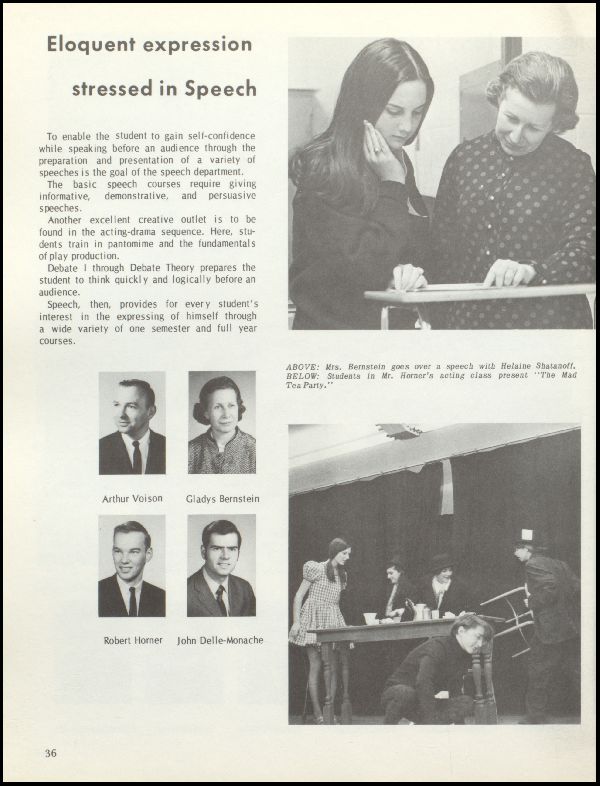 Eloquent expression
stressed in Speech
To enable the student to gain self-confidence
while speaking before an audience through the
preparation and presentation of a variety of
speeches is the goal of the speech department.
The basic speech courses require giving
informative, demonstrative, and persuasive
speeches.
Another excellent creative outlet is to be
found in the acting-drama sequence. Here, stu-
dents train in pantomime and the fundamentals
of play production.
Debate I through Debate Theory prepares the
student to think quickly and logically before an
audience.
Speech, then, provides for every student's
interest in the expressing of himself through
a wide variety of one semester and full year
courses.
ABOVE: Mrs. Bernstein goes over a speech with Helaine Shatanoff.
BELOW: Students in Mr. Horner's acting class present "The Mad
Tea Party."
Arthur Voison
Gladys Bernstein
Robert Horner
John Delle-Monache
36